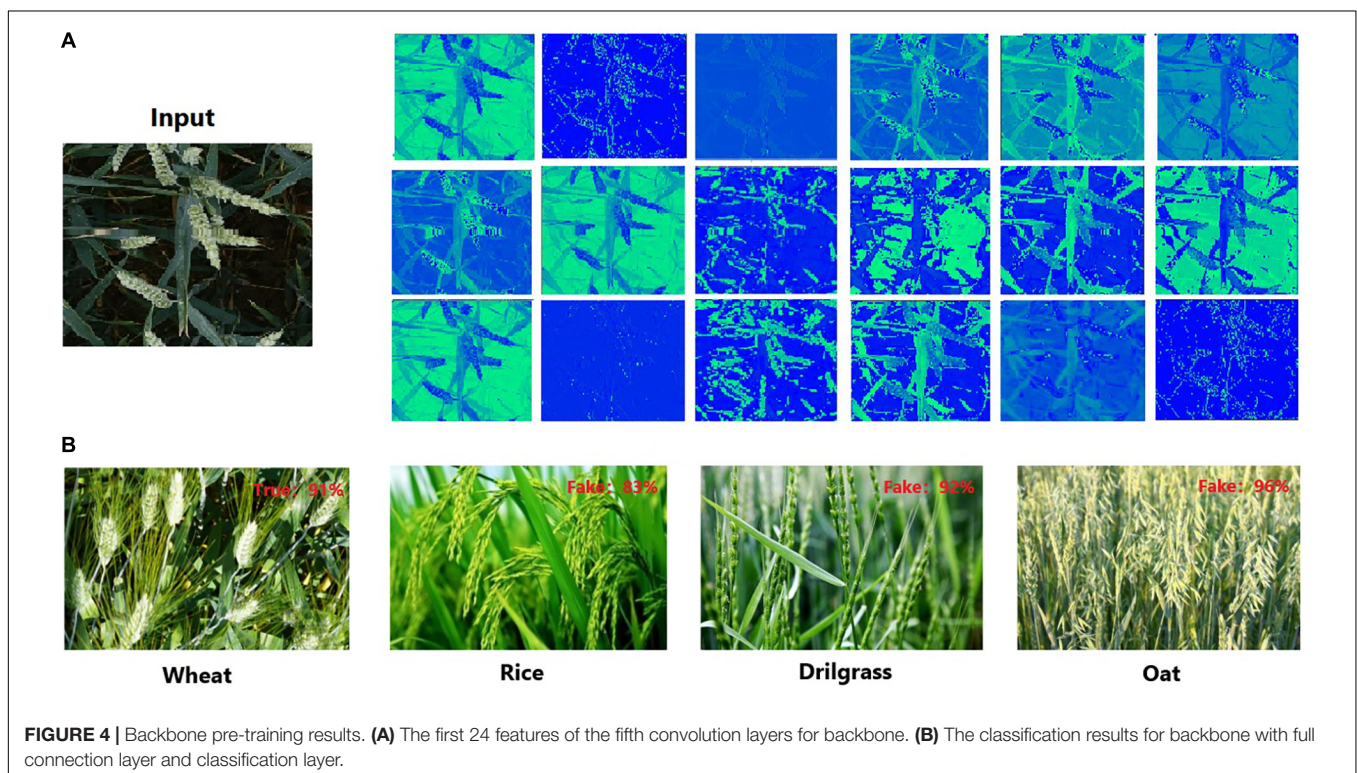 A
Input
B
True: 91%
Fake: 83%
Fake: 92%
Fake: 96%
Wheat
Rice
Drilgrass
Oat
FIGURE 4 | Backbone pre-training results. (A) The first 24 features of the fifth convolution layers for backbone. (B) The classification results for backbone with full
connection layer and classification layer.